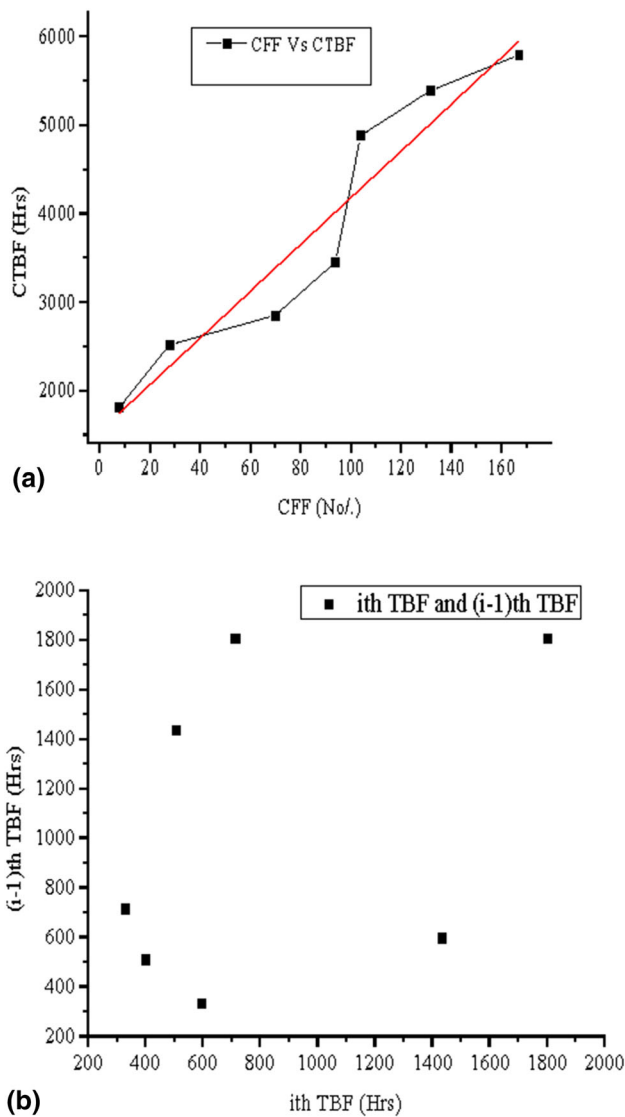 CFF Vs CTBF
6000
5000
4000
3000
2000
CTBF (Hrs)
0 20 40 60 80 100 120 140 160
CFF (No/.)
(a)
ith TBF and (i-1)th TBF
2000
1800
1600
1400
1200
1000
800
600
400
200
(i-1)th TBF (Hrs)
200 400 600 800 1000 1200 1400 1600 1800 2000
ith TBF (Hrs)
(b)